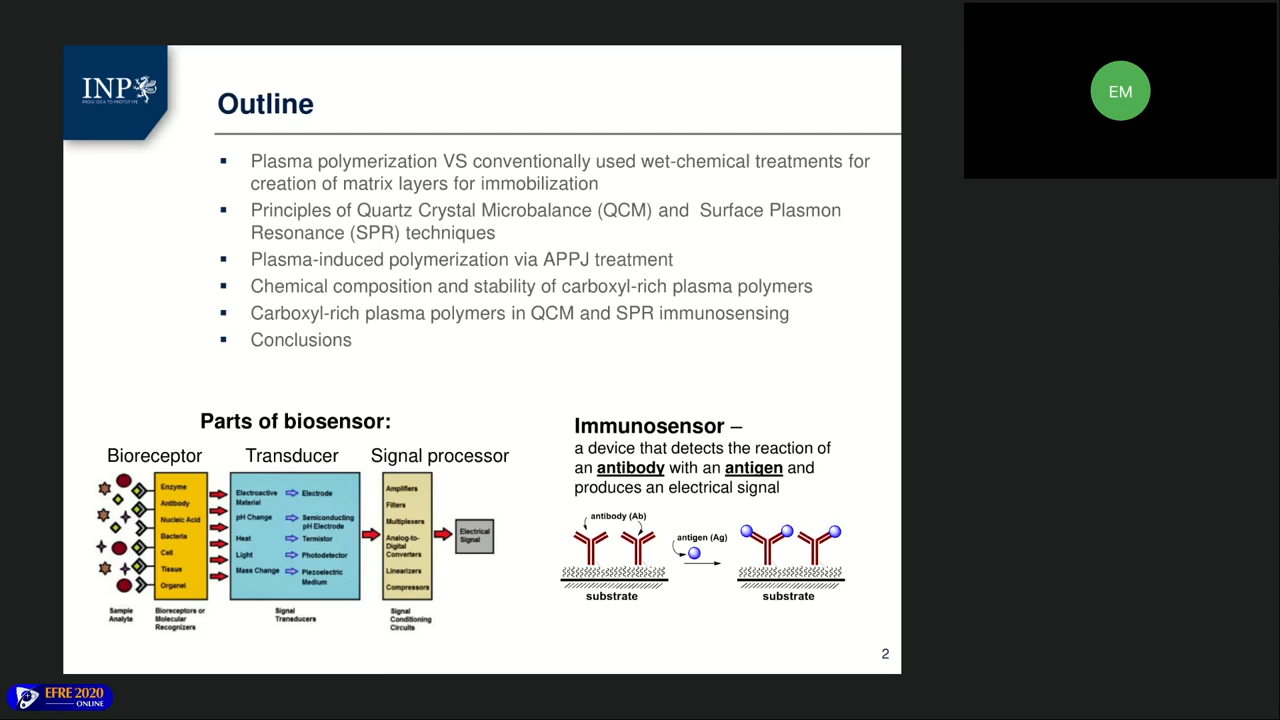 INP
FROM IDEA TO PROTOTYPE
Outline
Plasma polymerization VS conventionally used wet-chemical treatments for
creation of matrix layers for immobilization
Principles of Quartz Crystal Microbalance (QCM) and Surface Plasmon
Resonance (SPR) techniques
Plasma-induced polymerization via APPJ treatment
Chemical composition and stability of carboxyl-rich plasma polymers
Carboxyl-rich plasma polymers in QCM and SPR immunosensing
Conclusions
Parts of biosensor:
Bioreceptor
Transducer
Signal processor
Enzyme
Antibody
Nucleic Acid
Bacteria
Cell
Tissue
Organel
Electroactive
Material
Electrode
pH Change
Semiconducting
pH Electrode
Heat
Termistor
Light
Photodetector
Mass Change
Piezoelectric
Medium
Amplifiers
Filters
Multiplexers
Analog-to-
Digital
Converters
Linearizers
Compressors
Electrical
Signal
Sample
Analyte
Bioreceptors or
Molecular
Recognizers
Signal
Transducers
Signal
Conditioning
Circuits
Immunosensor –
a device that detects the reaction of
an antibody with an antigen and
produces an electrical signal
antibody (Ab)
antigen (Ag)
substrate
substrate
2
EM
EFRE 2020
ONLINE